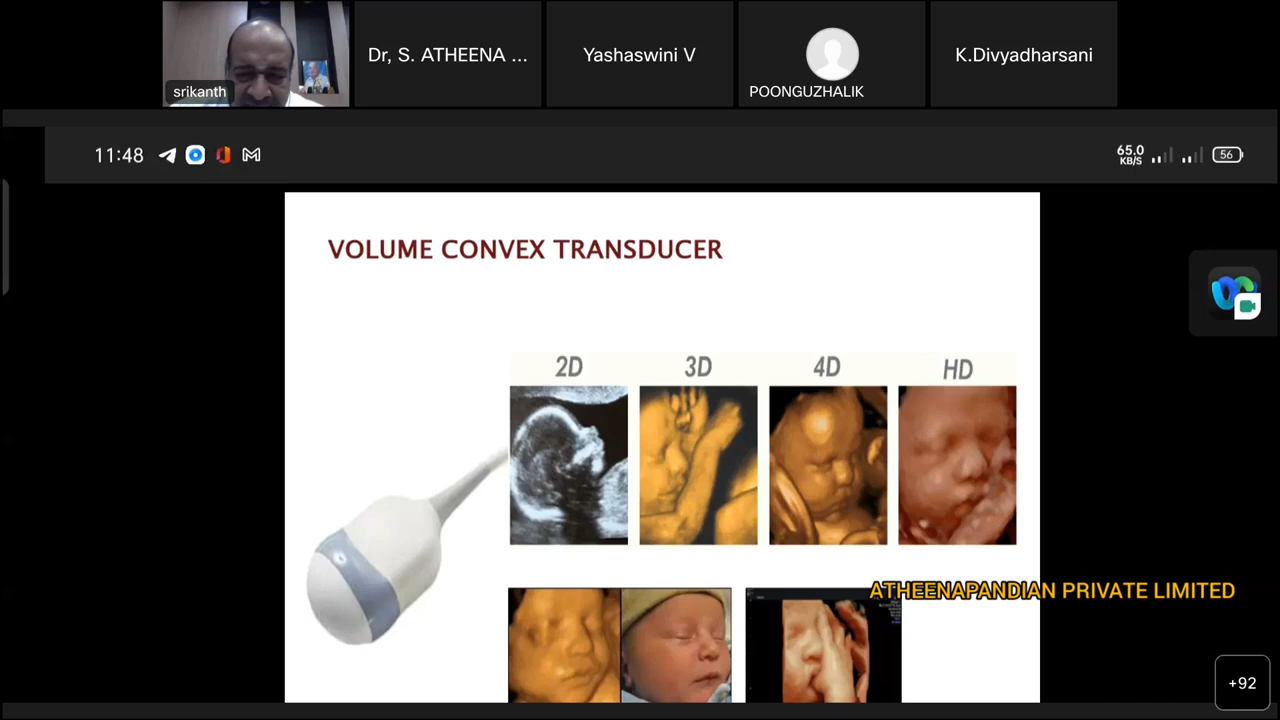 srikanth
Dr, S. ATHEENA ...
Yashaswini V
POONGUZHALIK
K.Divyadharsani
11:48
65.0
KB/S
56
VOLUME CONVEX TRANSDUCER
2D
3D
4D
HD
ATHEENAPANDIAN PRIVATE LIMITED
+92